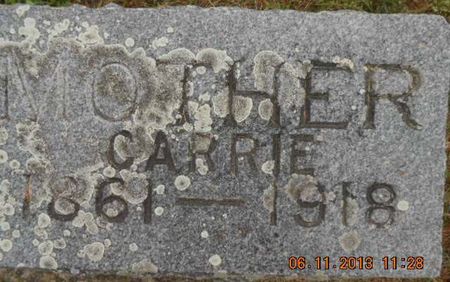 MOTHER
CARRIE
1861 — 1918
06.11.2013 11:28